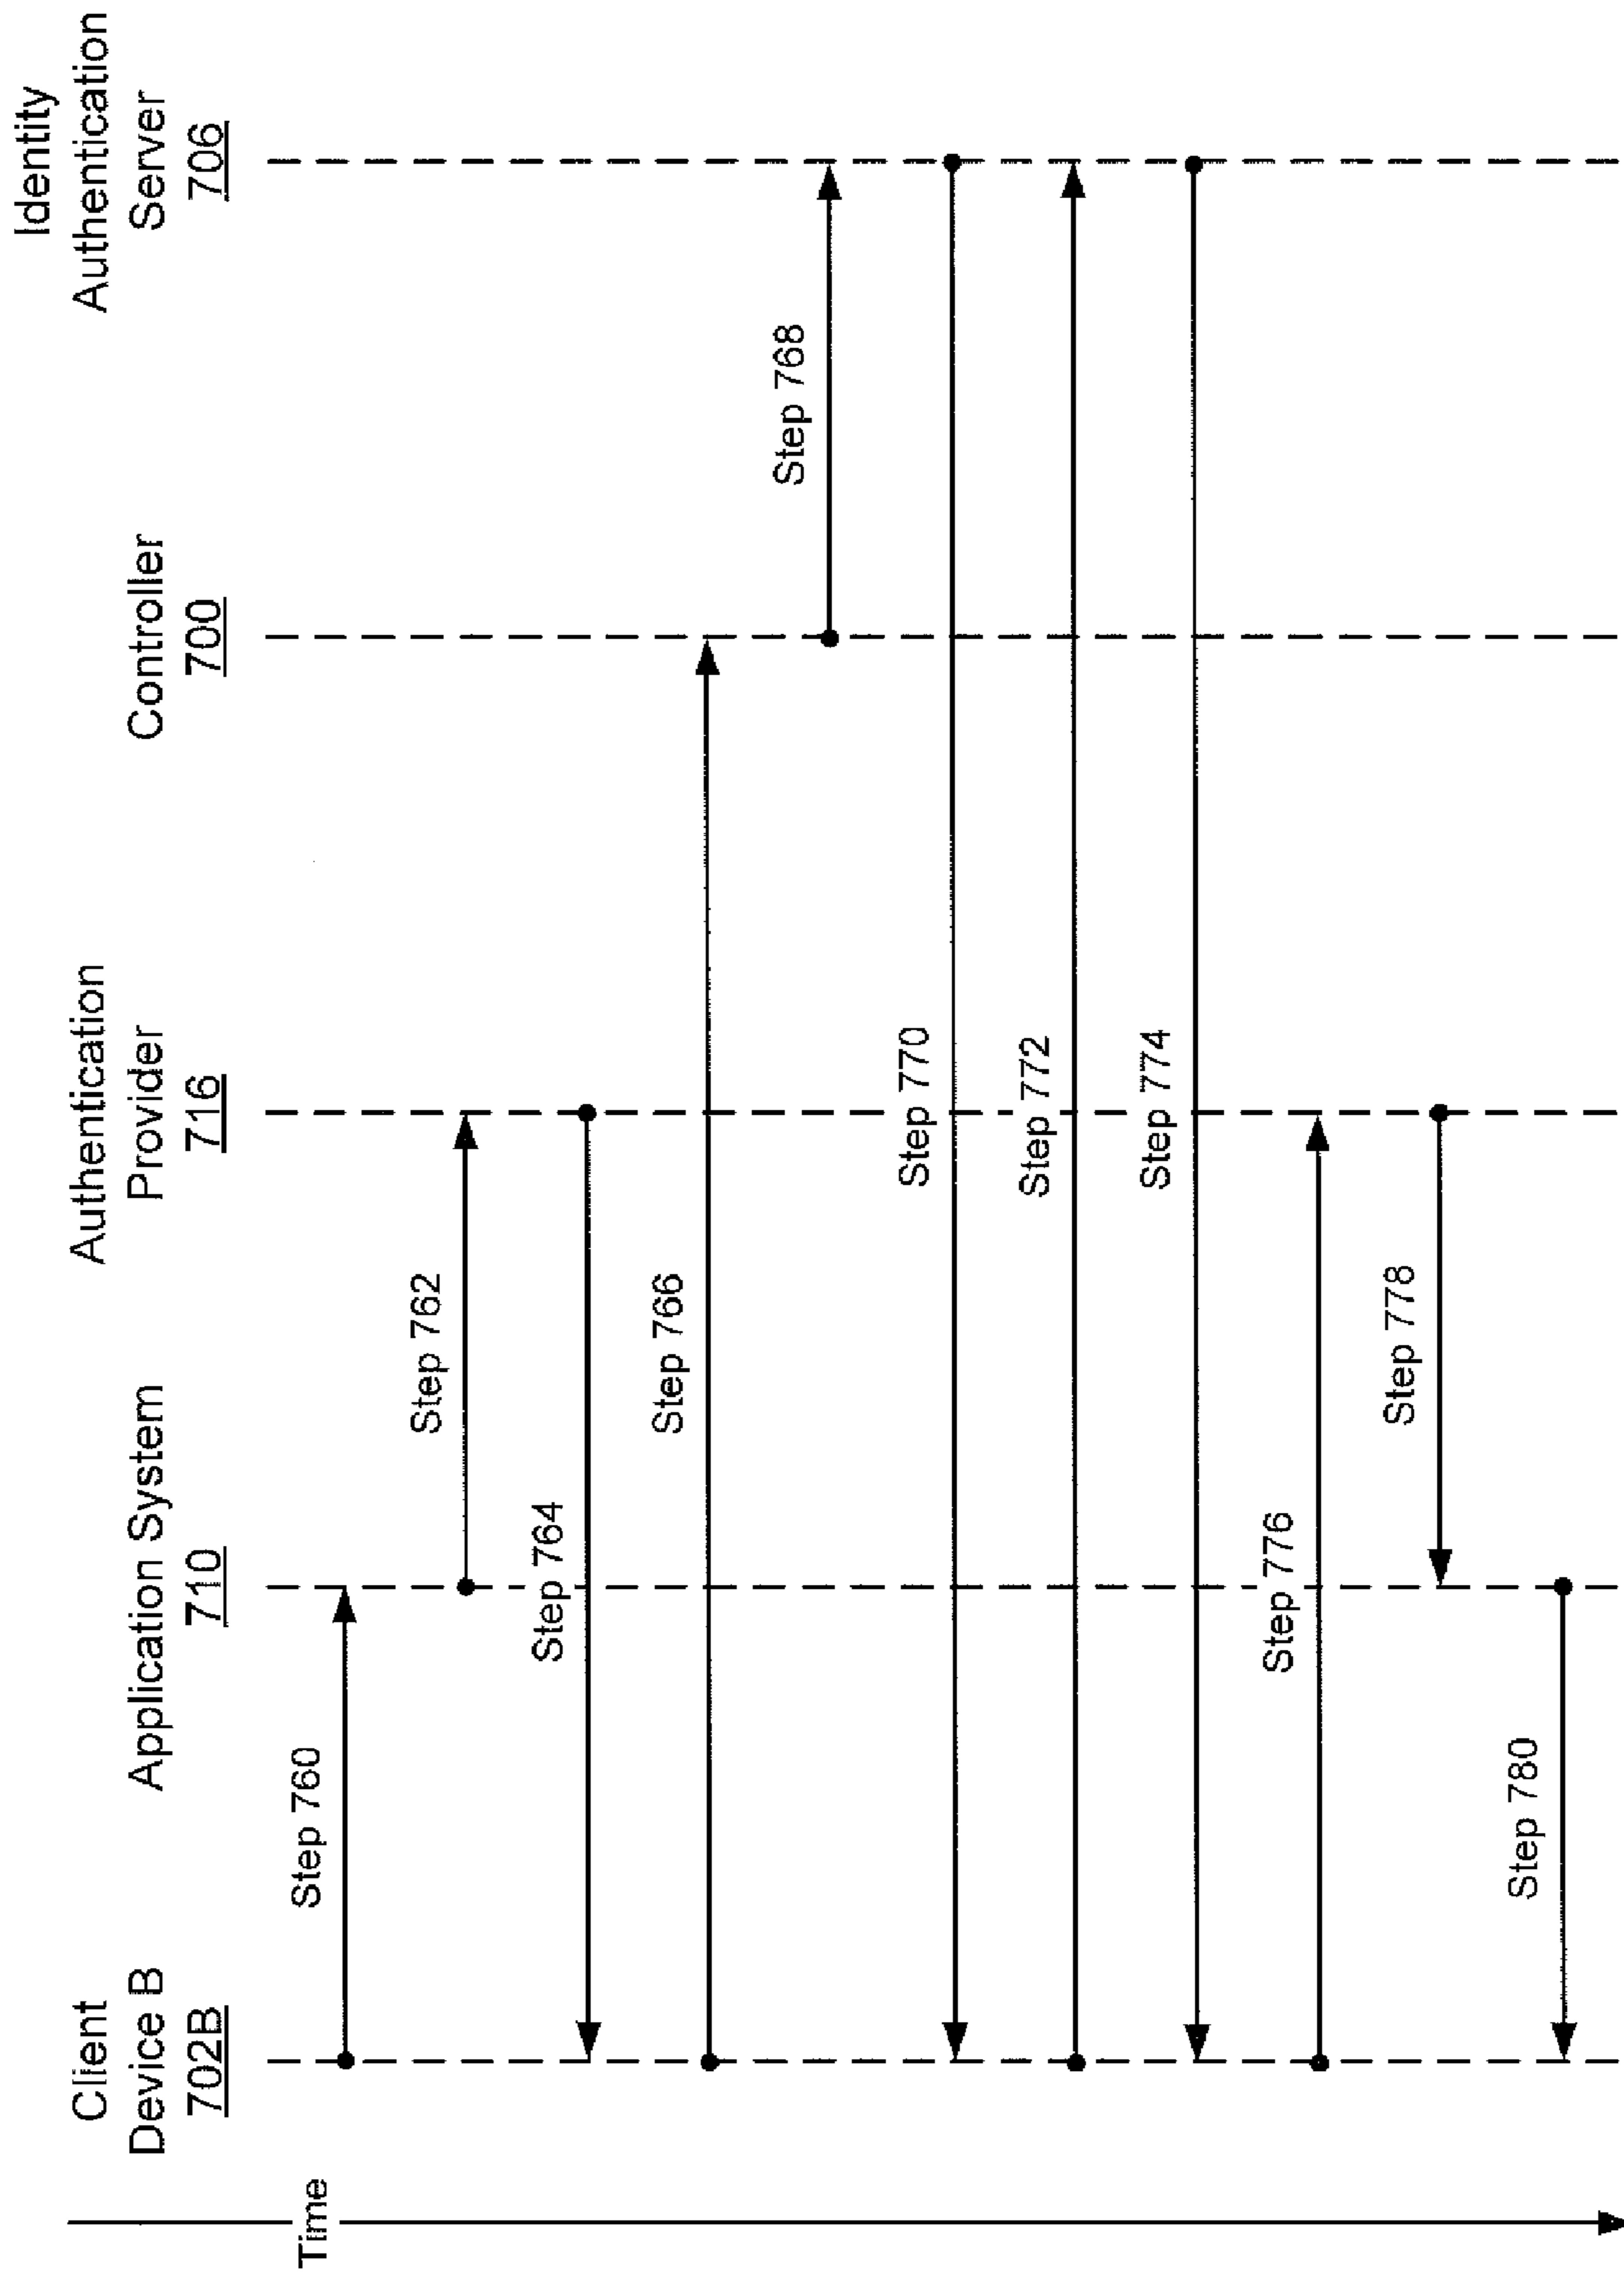 Time
Client
Device B
702B
Application System
710
Authentication
Provider
716
Controller
700
Identity
Authentication
Server
706
Step 760
Step 762
Step 764
Step 766
Step 768
Step 770
Step 772
Step 774
Step 776
Step 778
Step 780